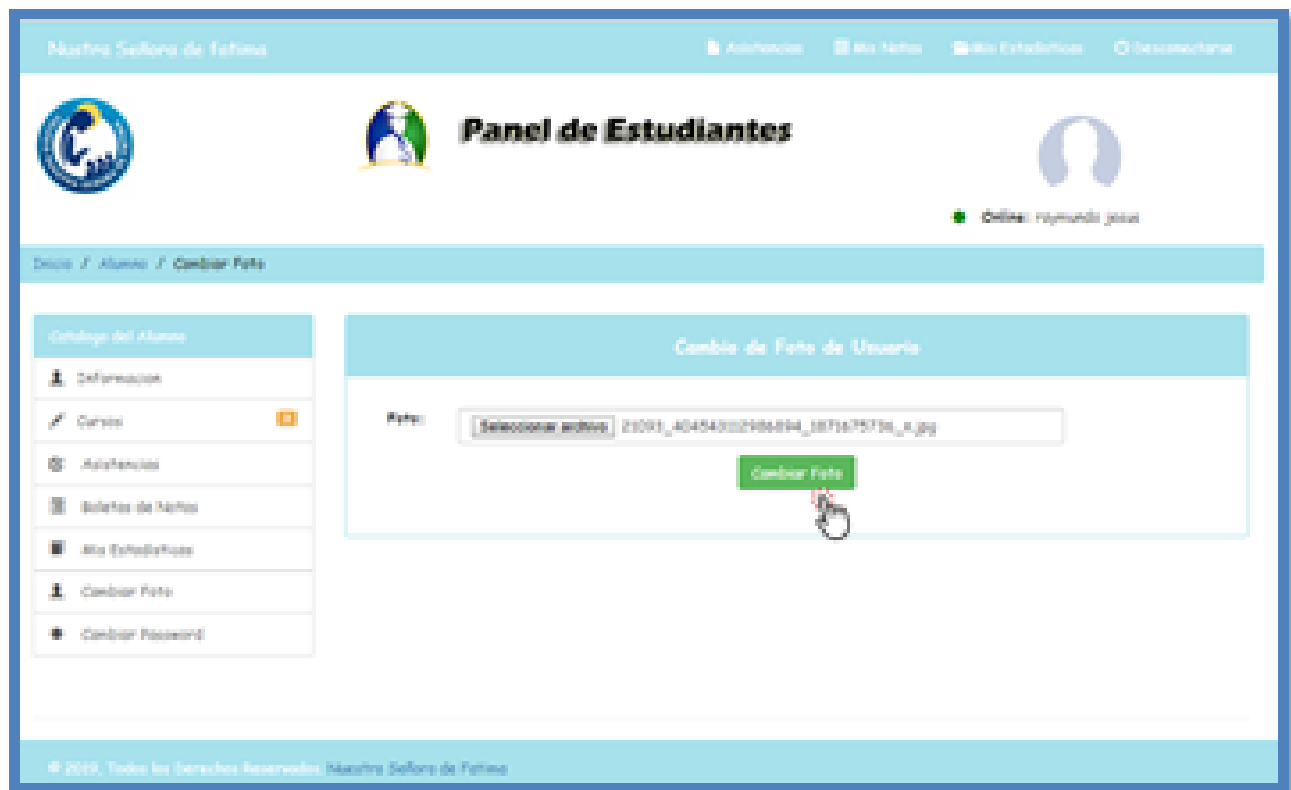 Nustra Señora de fatima
Asistencias Mis Notas Mis Estadisticas Desconectarse
Panel de Estudiantes
Online: raymundo jesus
Inicio / Alumno / Cambiar Foto
Catalogo del Alumno
Cambio de Foto de Usuario
Informacion
Cursos
Foto: Seleccionar archivo
Asistencias
Cambiar Foto
Boletas de Notas
Mis Estadisticas
Cambiar Foto
Cambiar Password
© 2019, Todos los Derechos Reservados. Nuestra Señora de Fatima